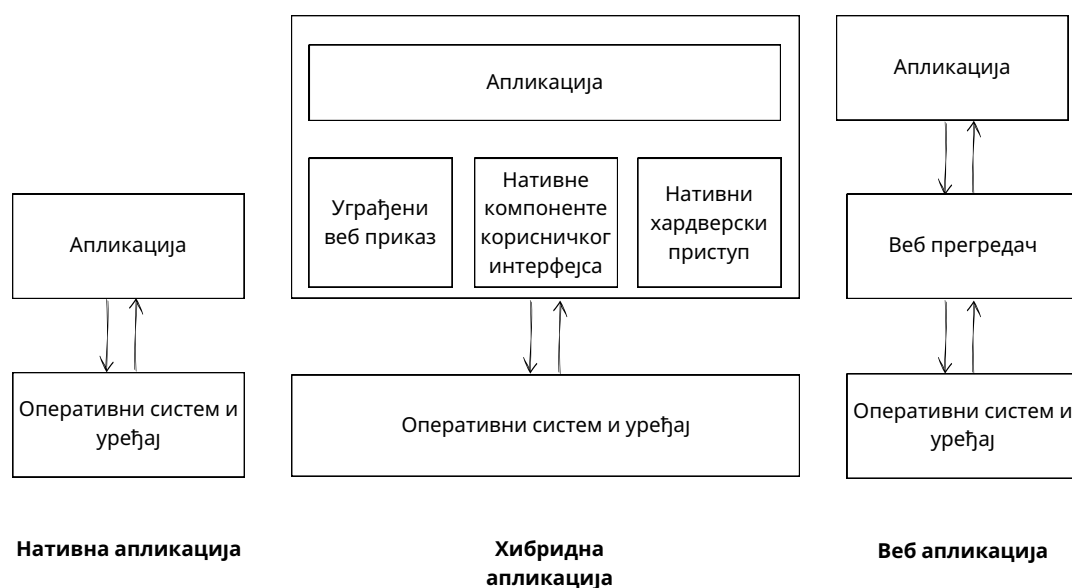 Апликација
Оперативни систем и
уређај
Нативна апликација
Апликација
Уграђени
веб приказ
Нативне
компоненте
корисничког
интерфејса
Нативни
хардверски
приступ
Оперативни систем и уређај
Хибридна
апликација
Апликација
Веб прегредач
Оперативни систем и
уређај
Веб апликација